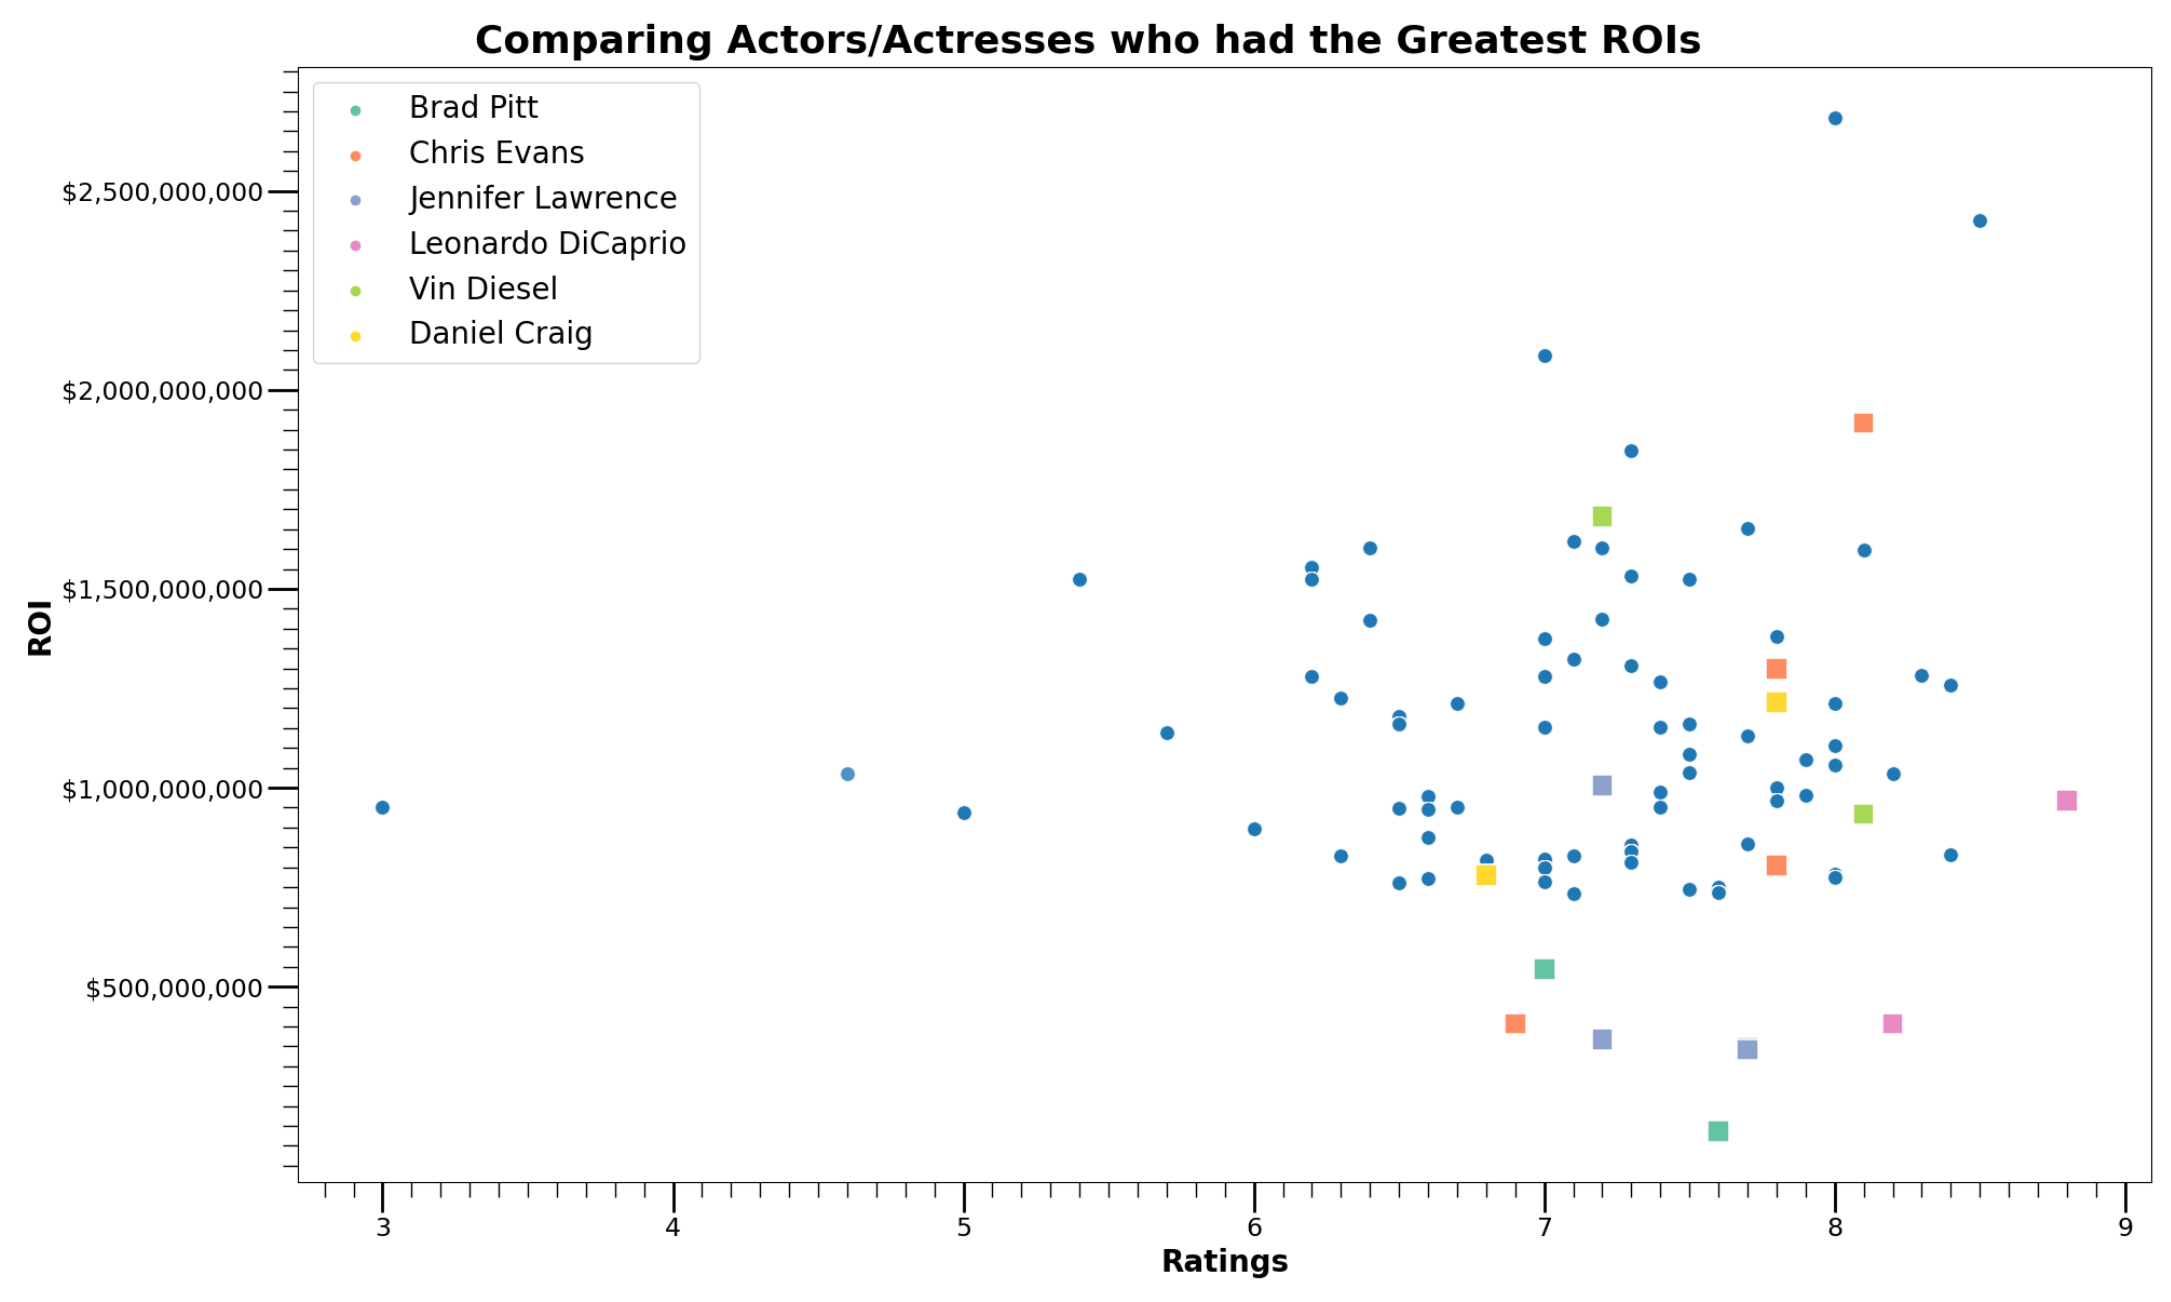 Comparing Actors/Actresses who had the Greatest ROIs
Brad Pitt
Chris Evans
Jennifer Lawrence
Leonardo DiCaprio
Vin Diesel
Daniel Craig
$2,500,000,000
$2,000,000,000
$1,500,000,000
$1,000,000,000
$500,000,000
ROI
3 4 5 6 7 8 9
Ratings